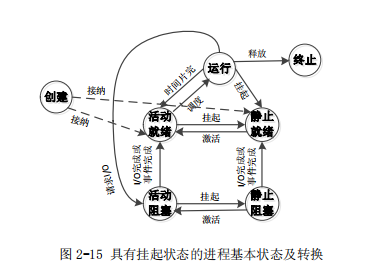 运行
释放
终止
时间片完
调度
挂起
创建
接纳
接纳
活动
就绪
挂起
激活
静止
就绪
请求I/O
I/O完成或
事件完成
I/O完成或
事件完成
活动
阻塞
挂起
激活
静止
阻塞
图 2-15 具有挂起状态的进程基本状态及转换